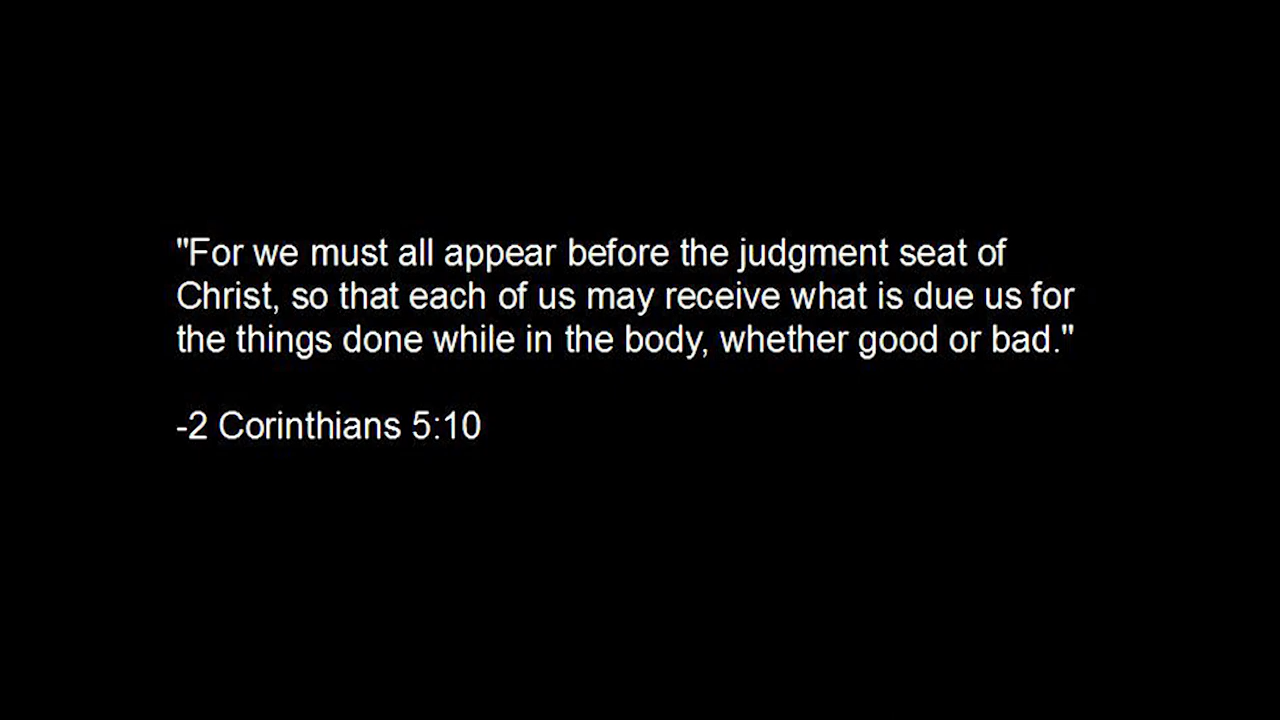 "For we must all appear before the judgment seat of
Christ, so that each of us may receive what is due us for
the things done while in the body, whether good or bad."
-2 Corinthians 5:10